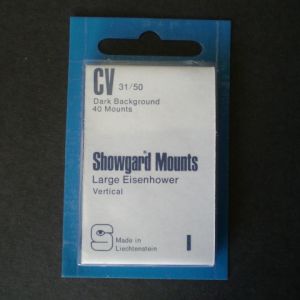 CV 31/50
Dark Background
40 Mounts
Showgard Mounts
Large Eisenhower
Vertical
Made in
Liechtenstein